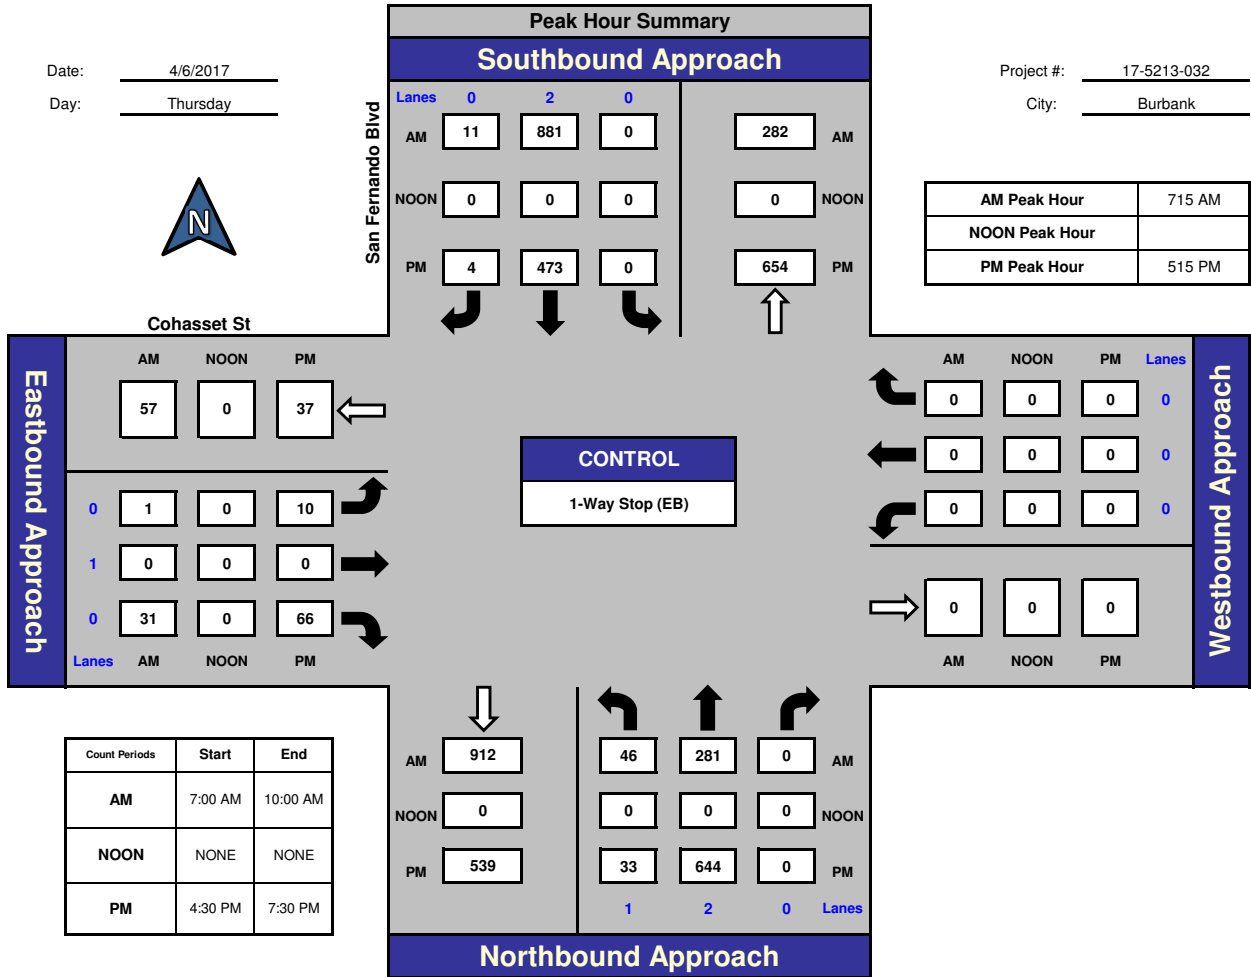 Peak Hour Summary
Southbound Approach
Date: 4/6/2017
Day: Thursday
Project #: 17-5213-032
City: Burbank
N
San Fernando Blvd
Lanes 0 2 0
AM 11 881 0 282 AM
NOON 0 0 0 0 NOON
PM 4 473 0 654 PM
AM Peak Hour 715 AM
NOON Peak Hour
PM Peak Hour 515 PM
Cohasset St
Eastbound Approach
AM NOON PM
57 0 37
0 1 0 10
1 0 0 0
0 31 0 66
Lanes AM NOON PM
CONTROL
1-Way Stop (EB)
AM NOON PM Lanes
0 0 0 0
0 0 0 0
0 0 0 0
0 0 0
AM NOON PM
Westbound Approach
Count Periods Start End
AM 7:00 AM 10:00 AM
NOON NONE NONE
PM 4:30 PM 7:30 PM
AM 912 46 281 0 AM
NOON 0 0 0 0 NOON
PM 539 33 644 0 PM
1 2 0 Lanes
Northbound Approach